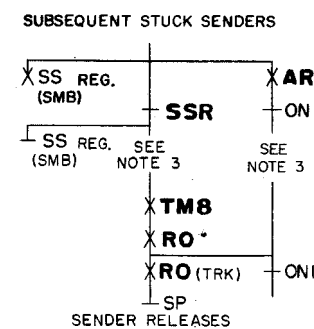 SUBSEQUENT STUCK SENDERS
SS REG.
(SMB)
AR
ON
SSR
SS REG.
(SMB)
SEE
NOTE 3
SEE
NOTE 3
TM8
RO
RO (TRK)
ON1
SP
SENDER RELEASES